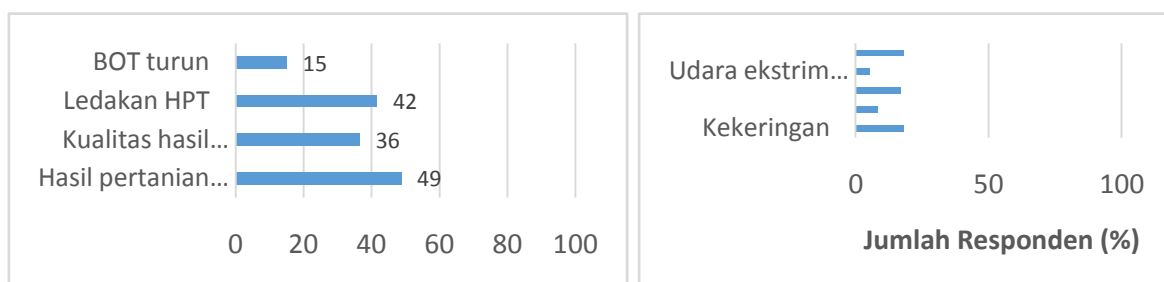 BOT turun 15
Ledakan HPT 42
Kualitas hasil... 36
Hasil pertanian... 49
0 20 40 60 80 100
Udara ekstrim...
Kekeringan
0 50 100
Jumlah Responden (%)